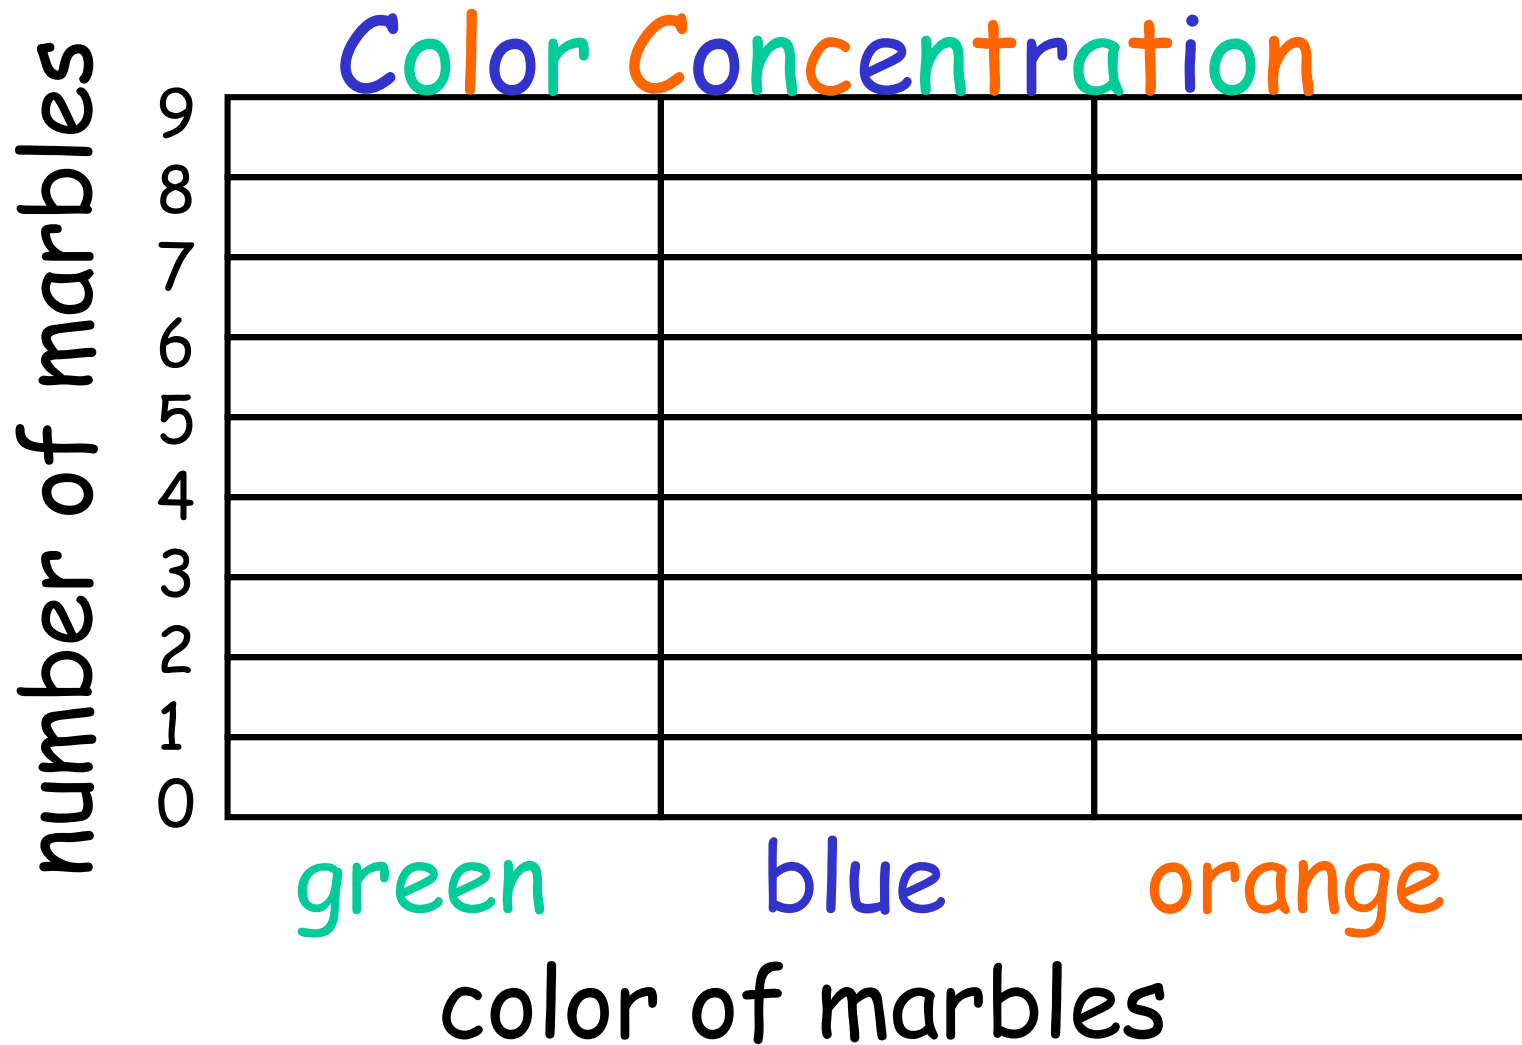 Color Concentration
number of marbles
9
8
7
6
5
4
3
2
1
0
green blue orange
color of marbles